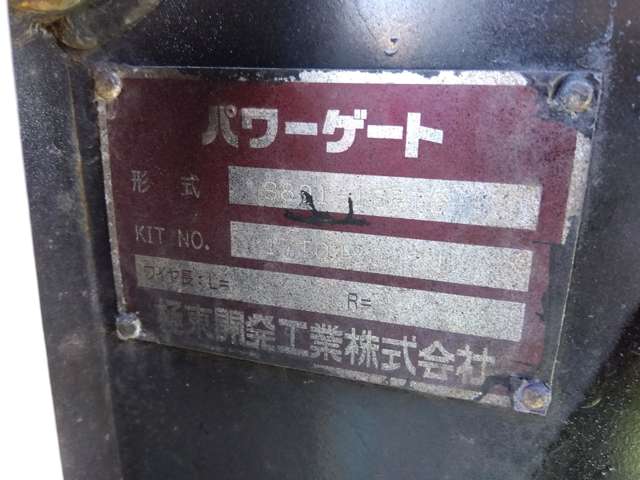 パワーゲート
形式
KIT NO.
ワイヤ長:L= R=
極東開発工業株式会社